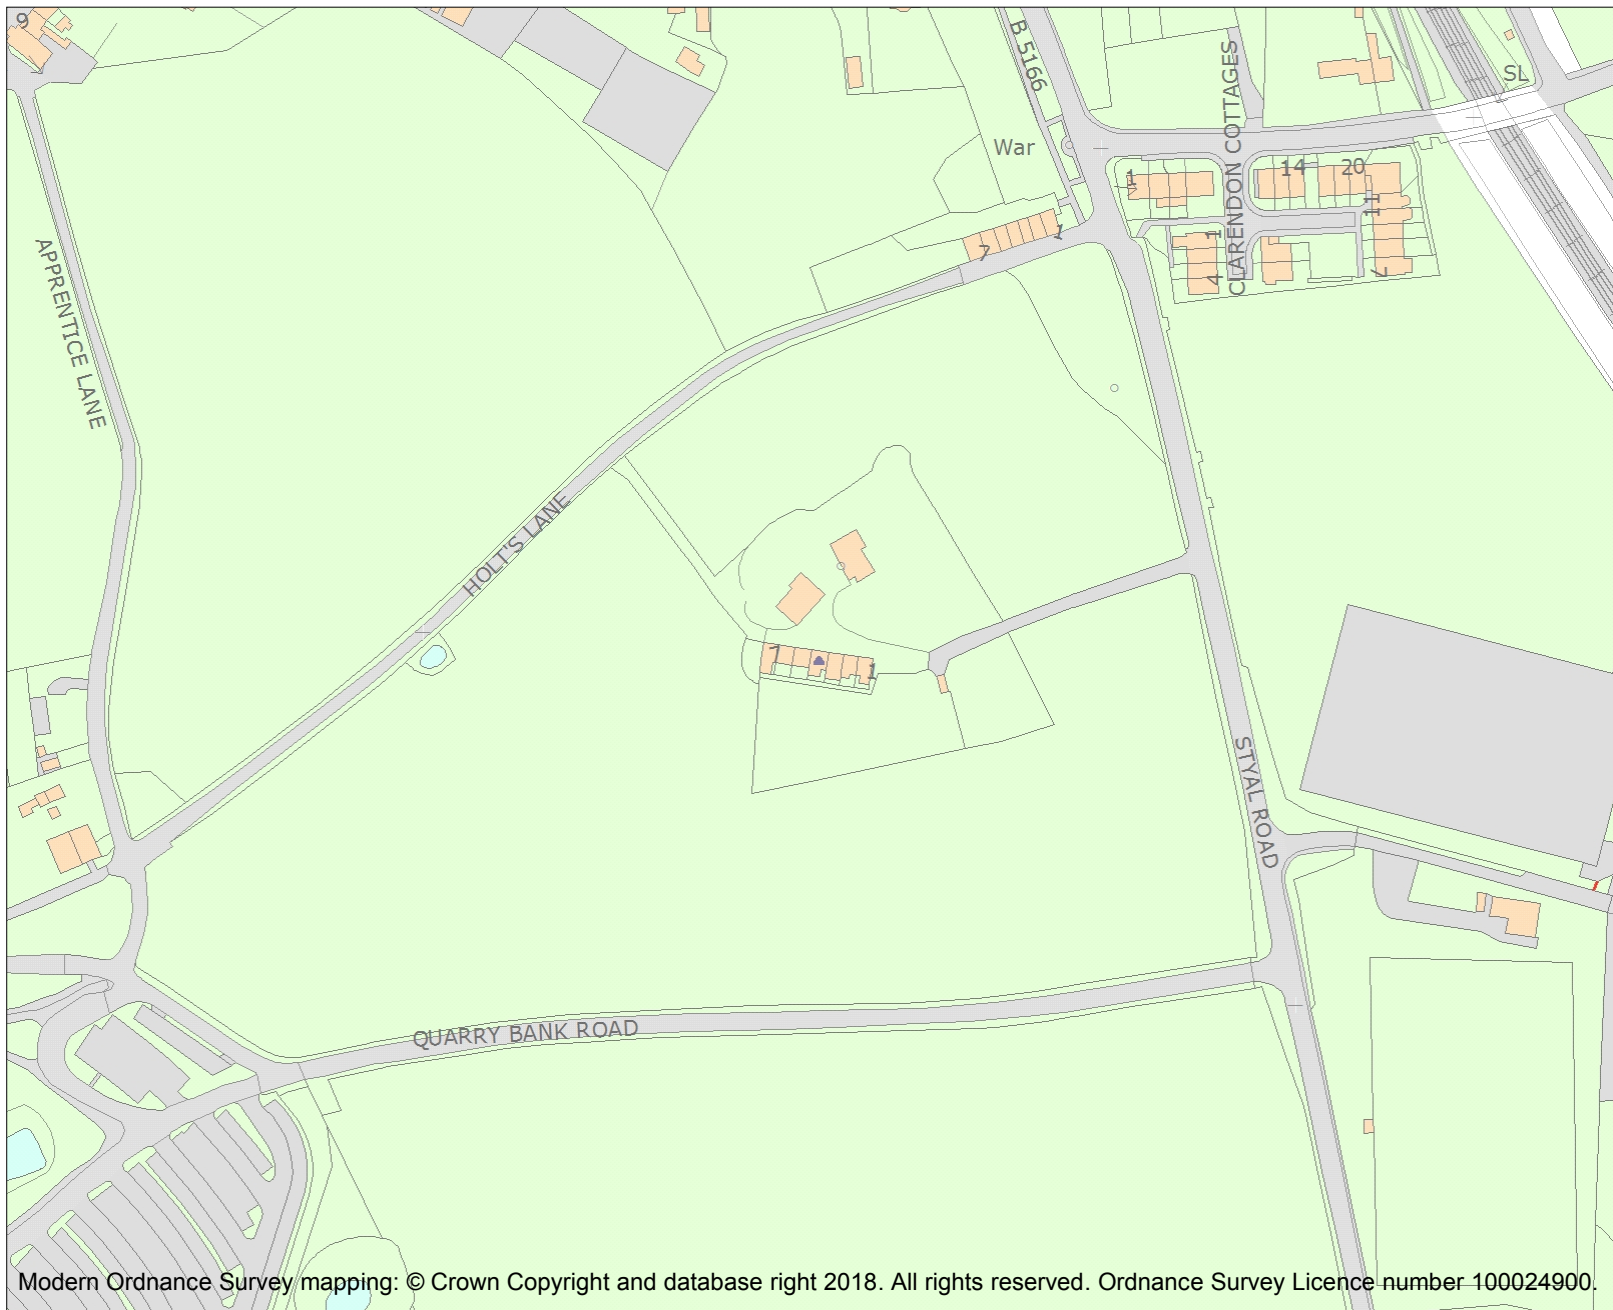 9
B 5166
CLARENDON COTTAGES
SL
War
1
14
20
11
1
4
7
7
1
APPRENTICE LANE
HOLT'S LANE
7
1
STYAL ROAD
QUARRY BANK ROAD
Modern Ordnance Survey mapping: © Crown Copyright and database right 2018. All rights reserved. Ordnance Survey Licence number 100024900.